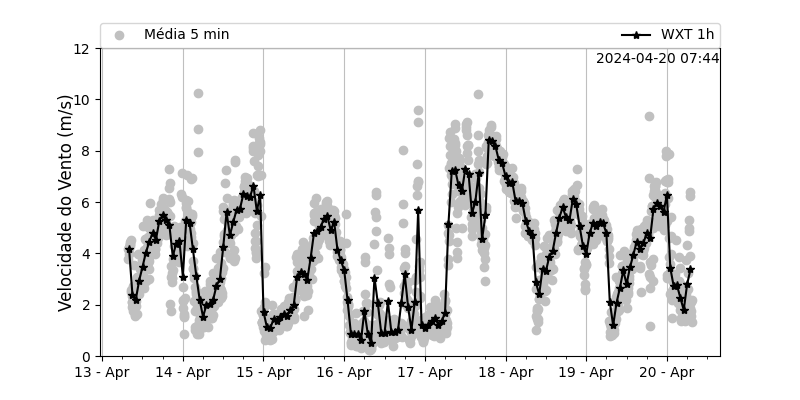 Média 5 min
WXT 1h
2024-04-20 07:44
Velocidade do Vento (m/s)
12
10
8
6
4
2
0
13 - Apr
14 - Apr
15 - Apr
16 - Apr
17 - Apr
18 - Apr
19 - Apr
20 - Apr